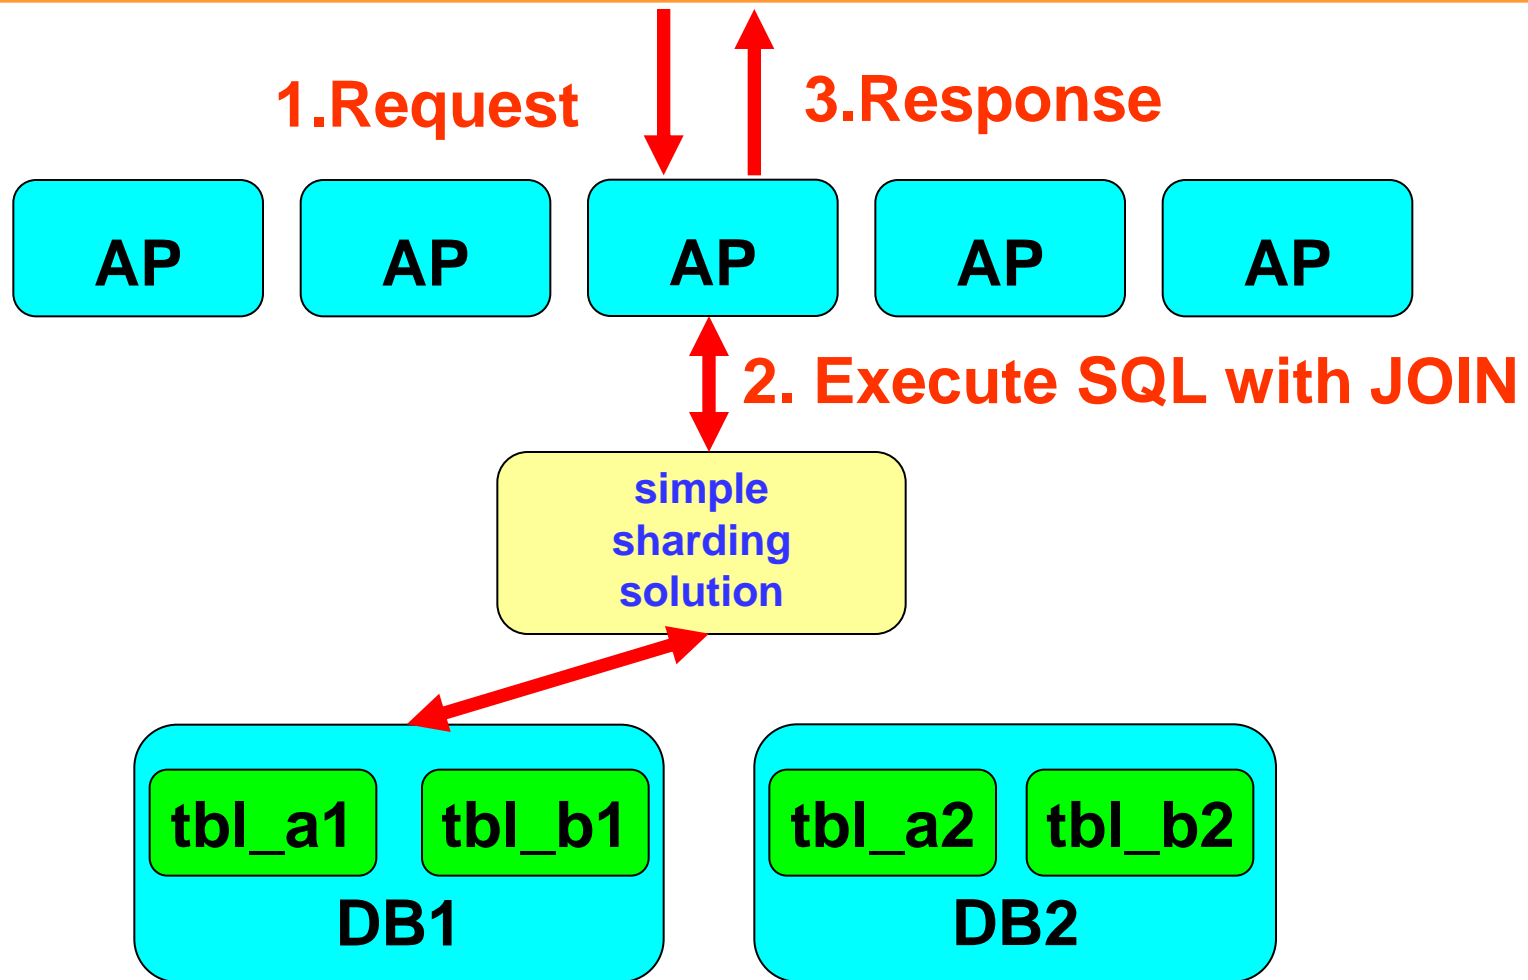 1.Request
3.Response
AP
AP
AP
AP
AP
2. Execute SQL with JOIN
simple
sharding
solution
tbl_a1
tbl_b1
tbl_a2
tbl_b2
DB1
DB2